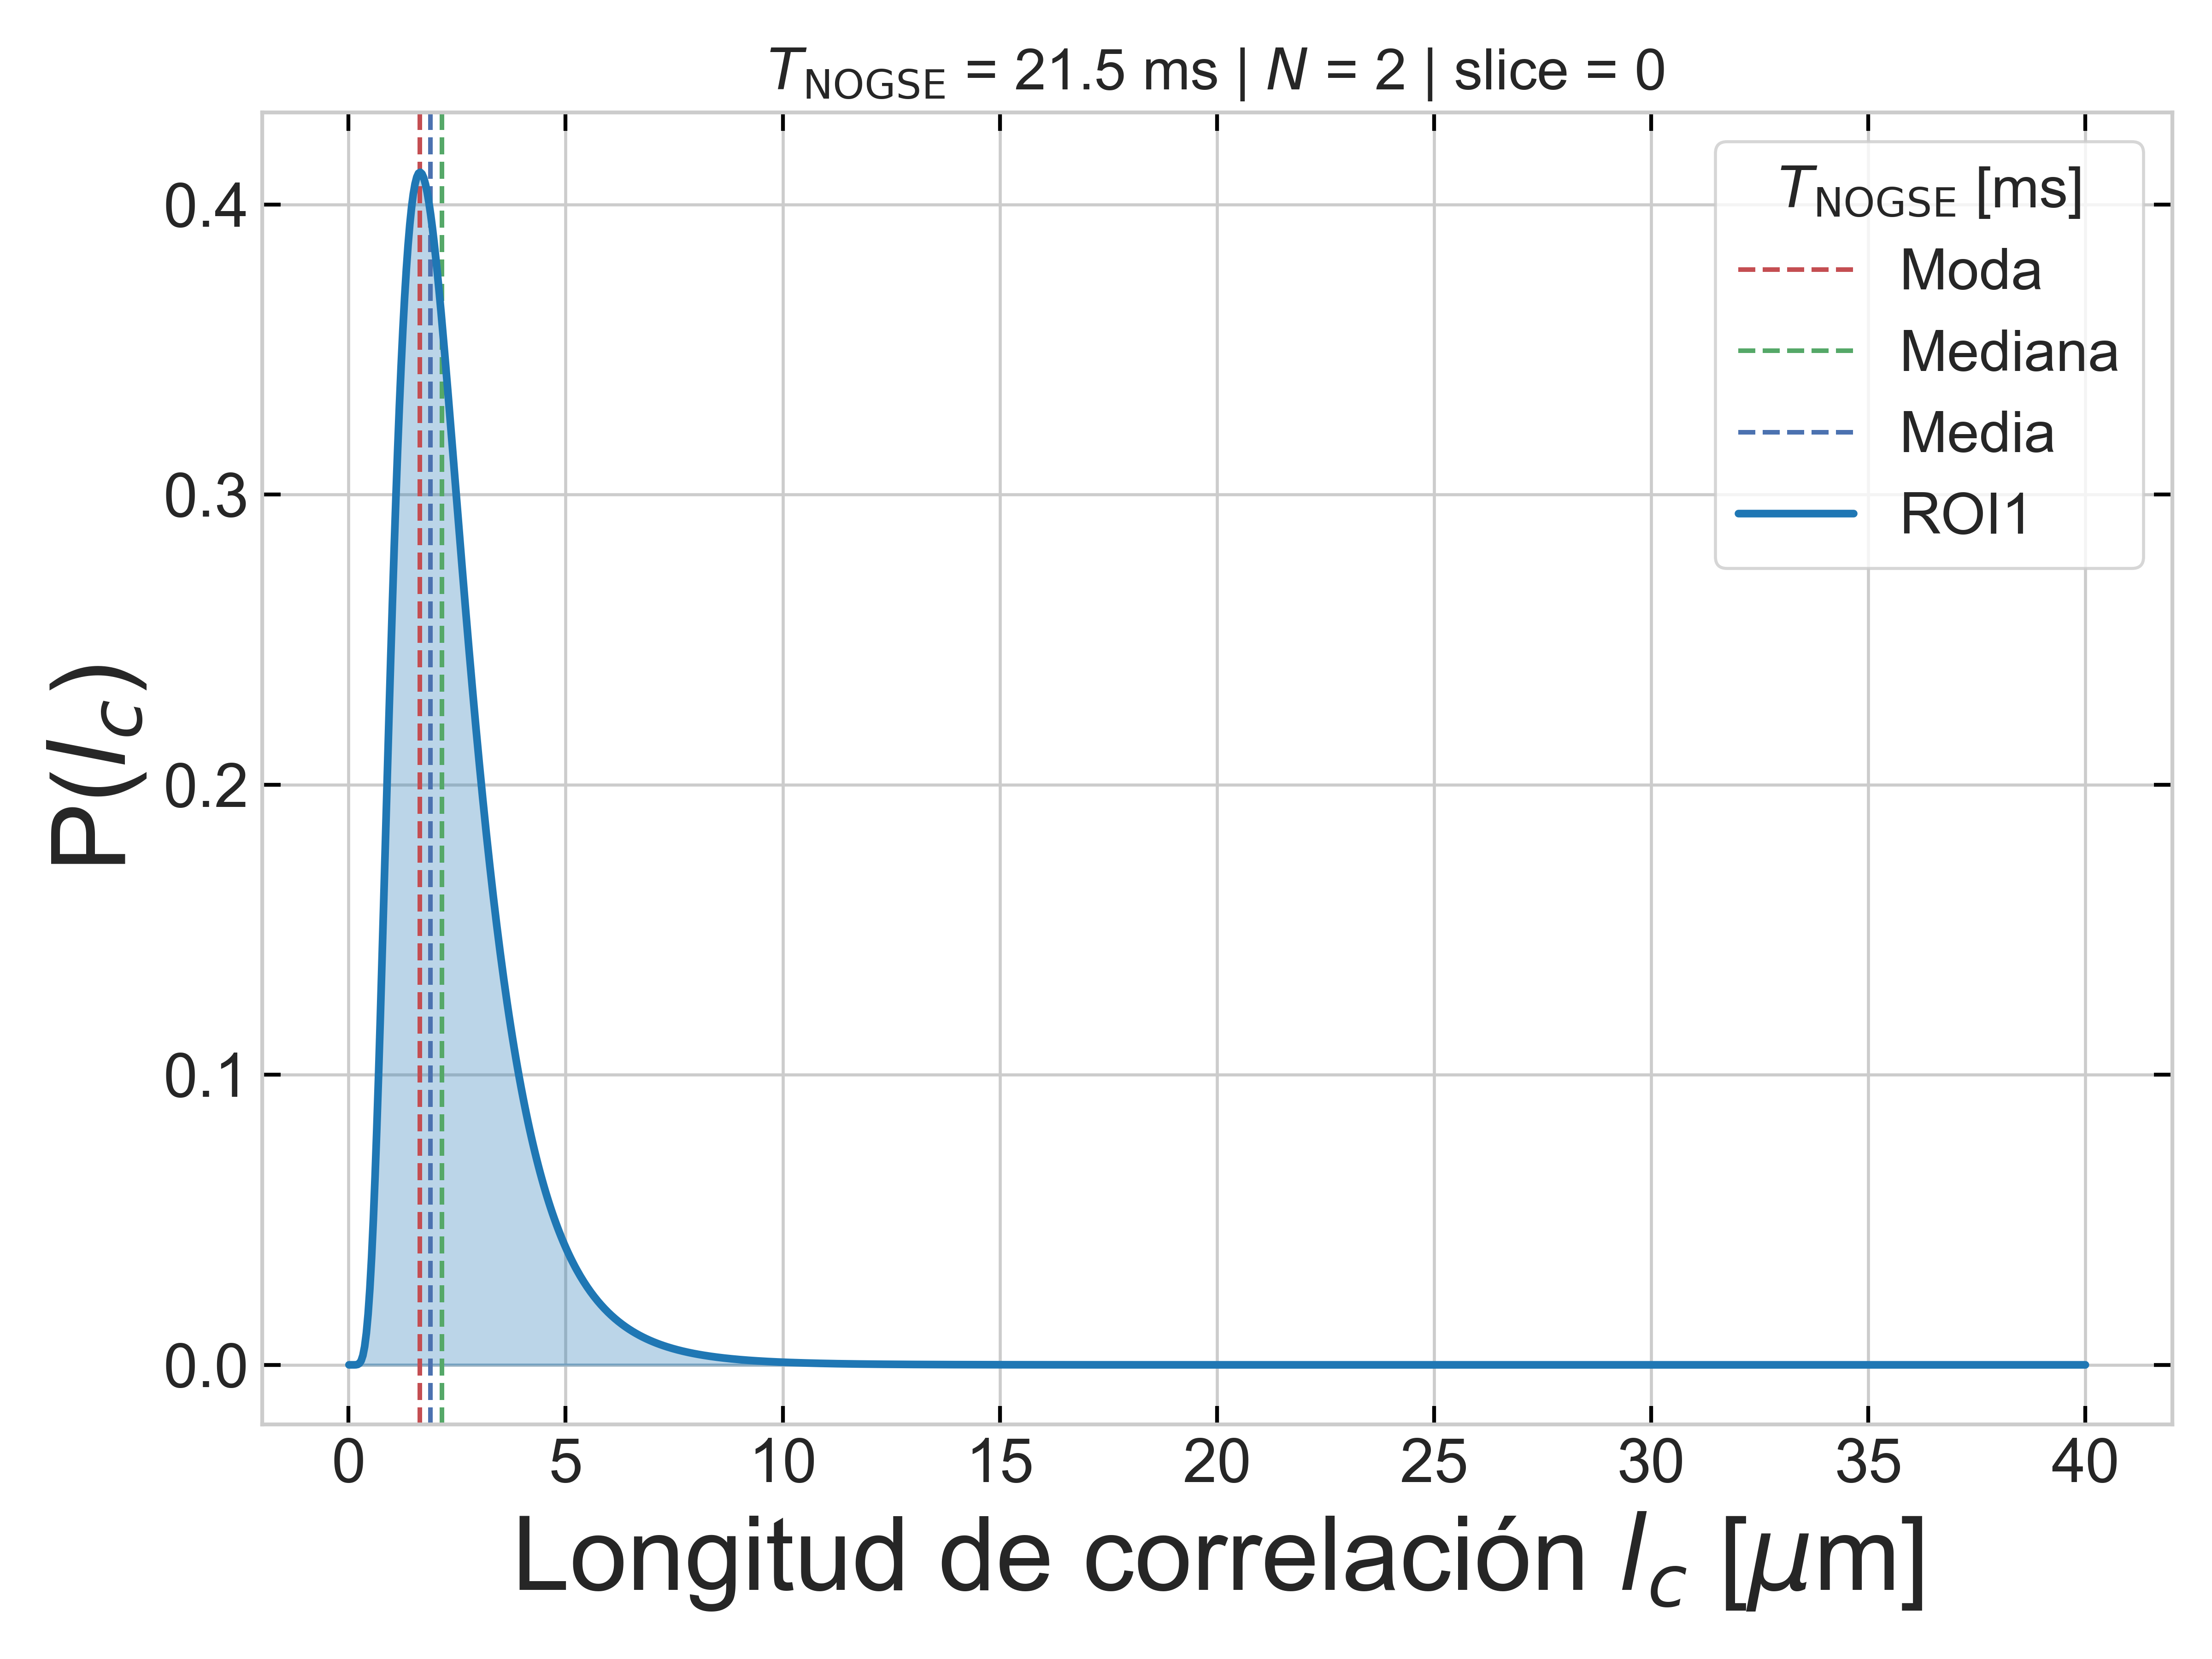 T_NOGSE = 21.5 ms | N = 2 | slice = 0
T_NOGSE [ms]
Moda
Mediana
Media
ROI1
P(l_c)
0.4
0.3
0.2
0.1
0.0
0 5 10 15 20 25 30 35 40
Longitud de correlación l_c [μm]